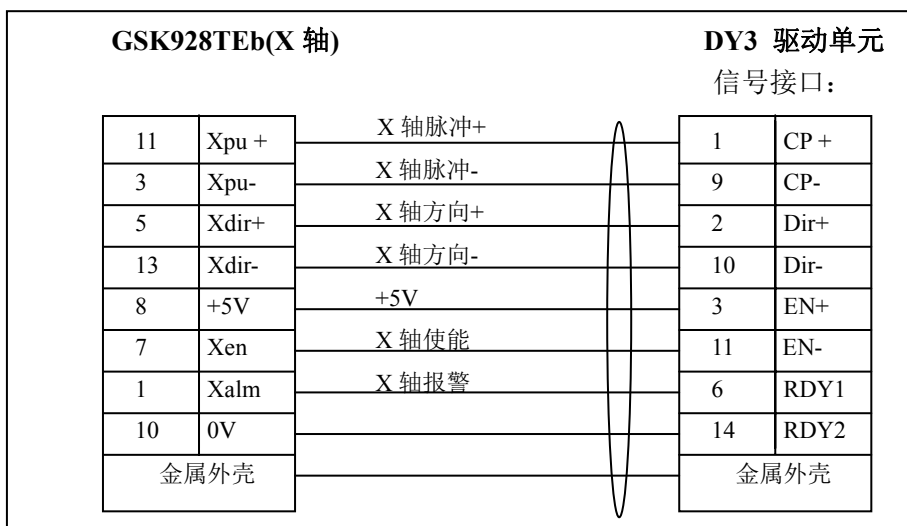 GSK928TEb(X 轴) DY3 驱动单元
信号接口：
11 Xpu + X 轴脉冲+ 1 CP +
3 Xpu- X 轴脉冲- 9 CP-
5 Xdir+ X 轴方向+ 2 Dir+
13 Xdir- X 轴方向- 10 Dir-
8 +5V +5V 3 EN+
7 Xen X 轴使能 11 EN-
1 Xalm X 轴报警 6 RDY1
10 0V 14 RDY2
金属外壳 金属外壳